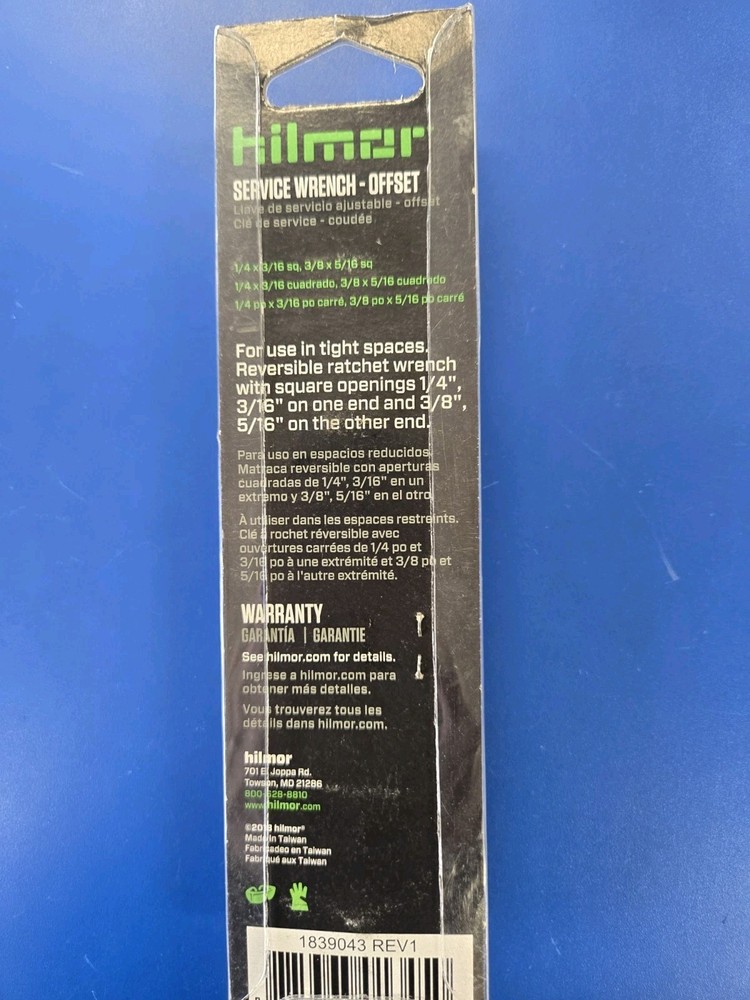 hilmor
SERVICE WRENCH - OFFSET
Llave de servicio ajustable - offset
Clé de service - coudée
1/4 x 3/16 sq, 3/8 x 5/16 sq
1/4 x 3/16 cuadrado, 3/8 x 5/16 cuadrado
1/4 po x 3/16 po carré, 3/8 po x 5/16 po carré
For use in tight spaces.
Reversible ratchet wrench
with square openings 1/4",
3/16" on one end and 3/8",
5/16" on the other end.
Para uso en espacios reducidos.
Matraca reversible con aperturas
cuadradas de 1/4", 3/16" en un
extremo y 3/8", 5/16" en el otro.
À utiliser dans les espaces restreints.
Clé à rochet réversible avec
ouvertures carrées de 1/4 po et
3/16 po à une extrémité et 3/8 po et
5/16 po à l'autre extrémité.
WARRANTY
GARANTÍA | GARANTIE
See hilmor.com for details.
Ingrese a hilmor.com para
obtener más detalles.
Vous trouverez tous les
détails dans hilmor.com.
hilmor
701 E. Joppa Rd.
Towson, MD 21286
800-628-8810
www.hilmor.com
hilmor®
Made in Taiwan
Fabricadeo en Taiwan
Fabriqué aux Taiwan
1839043 REV1